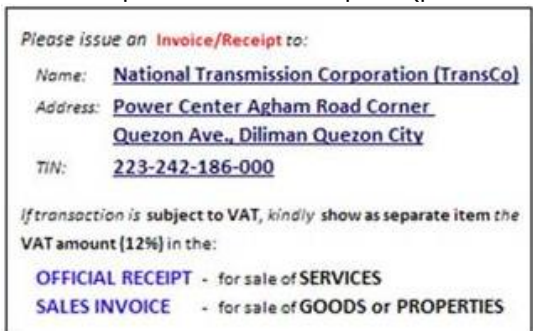 Please issue an Invoice/Receipt to:
Name: National Transmission Corporation (TransCo)
Address: Power Center Agham Road Corner
Quezon Ave., Diliman Quezon City
TIN: 223-242-186-000
If transaction is subject to VAT, kindly show as separate item the
VAT amount (12%) in the:
OFFICIAL RECEIPT - for sale of SERVICES
SALES INVOICE - for sale of GOODS or PROPERTIES